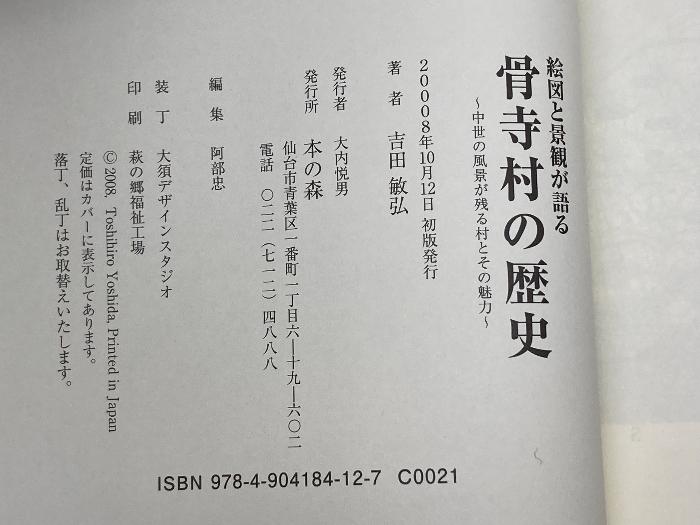 絵図と景観が語る
骨寺村の歴史
~中世の風景が残る村とその魅力~
20008年10月12日 初版発行
著 者 吉田 敏弘
発行者 大内悦男
発行所 本の森
仙台市青葉区一番町一丁目六―十九―六〇二
電話 〇二二(七一二)四八八八
編 集 阿部忠
装 丁 大須デザインスタジオ
印 刷 萩の郷福祉工場
©2008, Toshihiro Yoshida, Printed in Japan
定価はカバーに表示してあります。
落丁、乱丁はお取替えいたします。
ISBN 978-4-904184-12-7 C0021